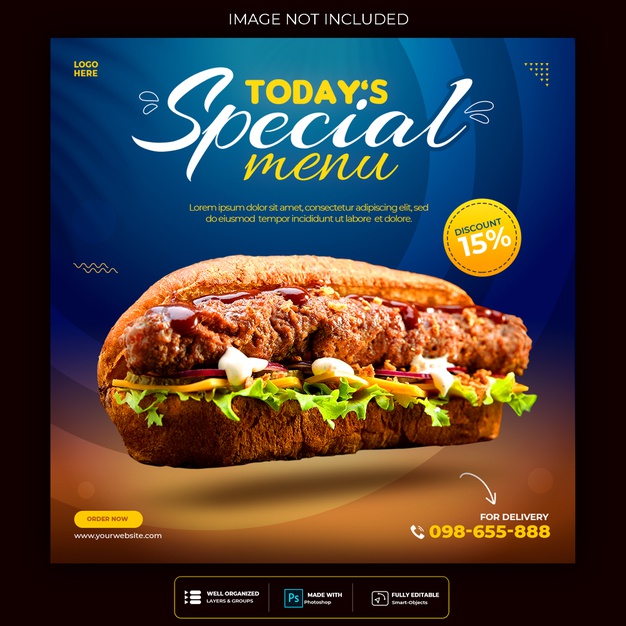 IMAGE NOT INCLUDED
LOGO
HERE
TODAY'S
Special
menu
Lorem ipsum dolor sit amet, consectetur adipiscing elit, sed
do eiusmod tempor incididunt ut labore et dolore.
DISCOUNT
15%
ORDER NOW
www.yourwebsite.com
FOR DELIVERY
098-655-888
WELL ORGANIZED
LAYERS & GROUPS
Ps
MADE WITH
Photoshop
FULLY EDITABLE
Smart-Objects